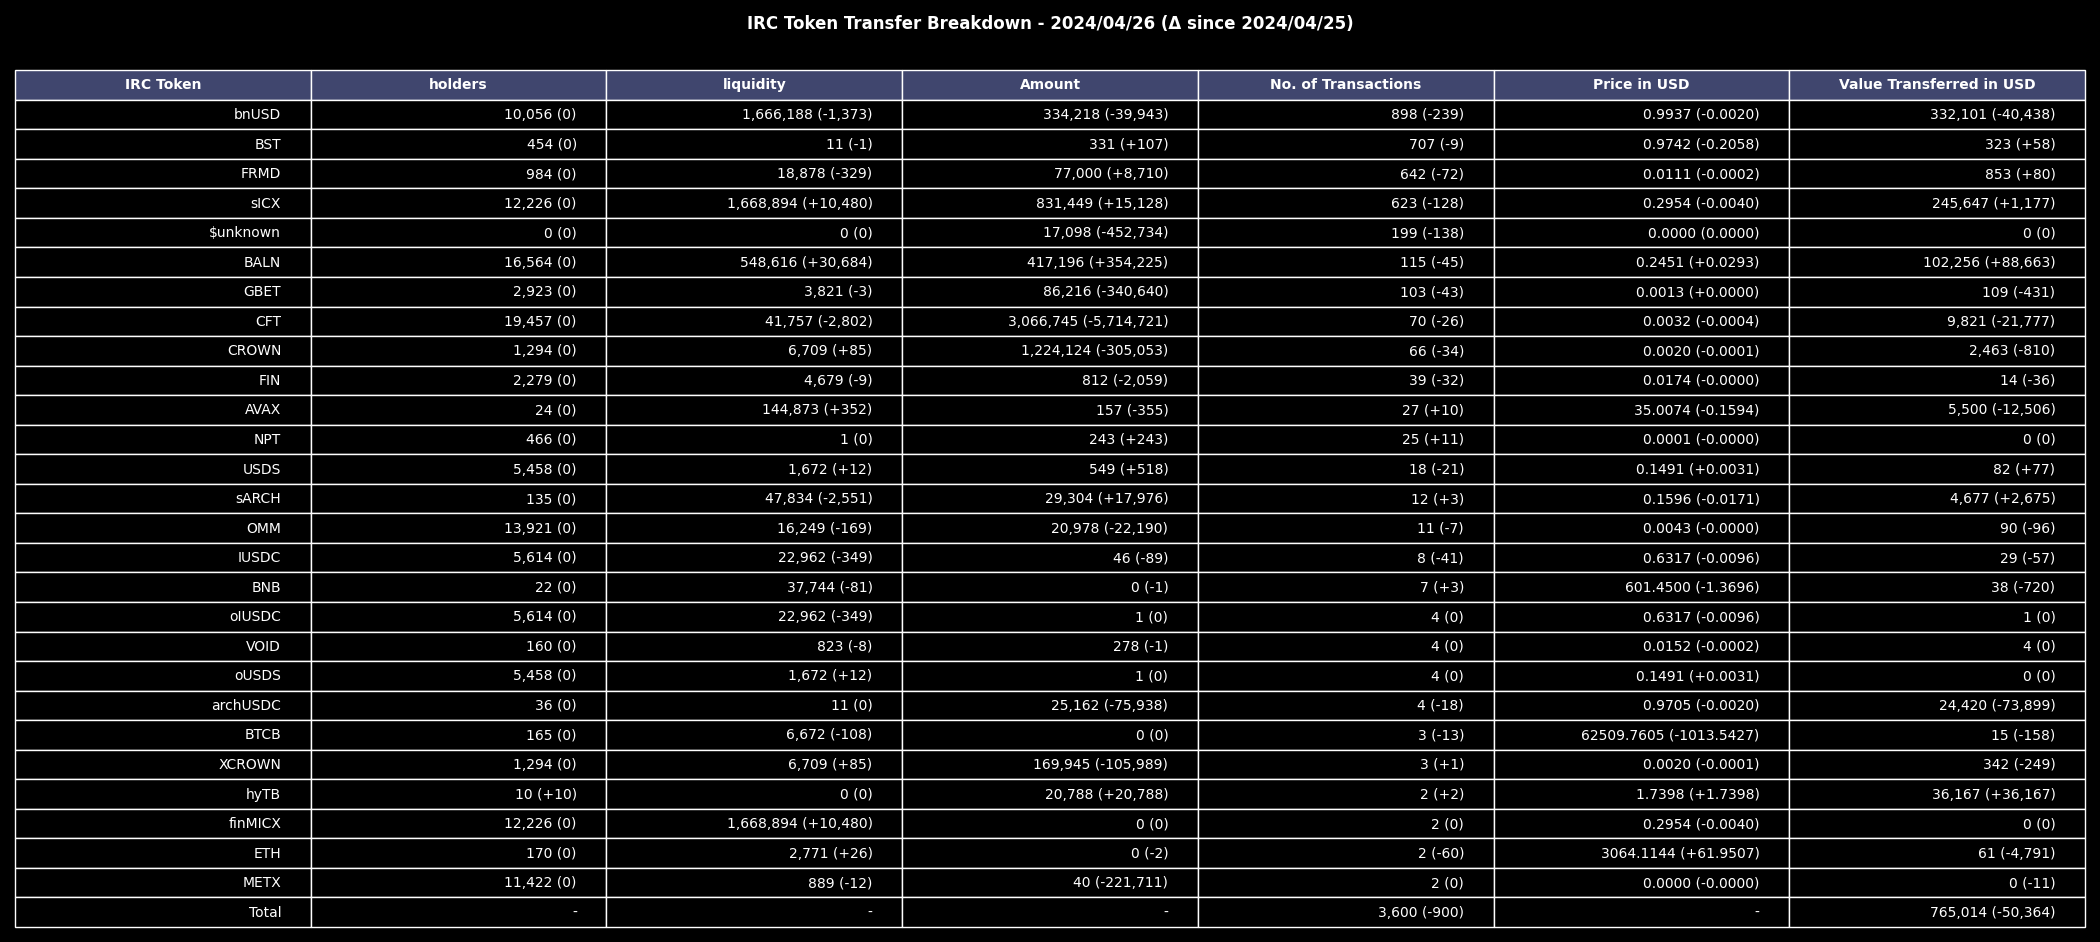 IRC Token Transfer Breakdown - 2024/04/26 (Δ since 2024/04/25)
IRC Token holders liquidity Amount No. of Transactions Price in USD Value Transferred in USD
bnUSD 10,056 (0) 1,666,188 (-1,373) 334,218 (-39,943) 898 (-239) 0.9937 (-0.0020) 332,101 (-40,438)
BST 454 (0) 11 (-1) 331 (+107) 707 (-9) 0.9742 (-0.2058) 323 (+58)
FRMD 984 (0) 18,878 (-329) 77,000 (+8,710) 642 (-72) 0.0111 (-0.0002) 853 (+80)
sICX 12,226 (0) 1,668,894 (+10,480) 831,449 (+15,128) 623 (-128) 0.2954 (-0.0040) 245,647 (+1,177)
$unknown 0 (0) 0 (0) 17,098 (-452,734) 199 (-138) 0.0000 (0.0000) 0 (0)
BALN 16,564 (0) 548,616 (+30,684) 417,196 (+354,225) 115 (-45) 0.2451 (+0.0293) 102,256 (+88,663)
GBET 2,923 (0) 3,821 (-3) 86,216 (-340,640) 103 (-43) 0.0013 (+0.0000) 109 (-431)
CFT 19,457 (0) 41,757 (-2,802) 3,066,745 (-5,714,721) 70 (-26) 0.0032 (-0.0004) 9,821 (-21,777)
CROWN 1,294 (0) 6,709 (+85) 1,224,124 (-305,053) 66 (-34) 0.0020 (-0.0001) 2,463 (-810)
FIN 2,279 (0) 4,679 (-9) 812 (-2,059) 39 (-32) 0.0174 (-0.0000) 14 (-36)
AVAX 24 (0) 144,873 (+352) 157 (-355) 27 (+10) 35.0074 (-0.1594) 5,500 (-12,506)
NPT 466 (0) 1 (0) 243 (+243) 25 (+11) 0.0001 (-0.0000) 0 (0)
USDS 5,458 (0) 1,672 (+12) 549 (+518) 18 (-21) 0.1491 (+0.0031) 82 (+77)
sARCH 135 (0) 47,834 (-2,551) 29,304 (+17,976) 12 (+3) 0.1596 (-0.0171) 4,677 (+2,675)
OMM 13,921 (0) 16,249 (-169) 20,978 (-22,190) 11 (-7) 0.0043 (-0.0000) 90 (-96)
IUSDC 5,614 (0) 22,962 (-349) 46 (-89) 8 (-41) 0.6317 (-0.0096) 29 (-57)
BNB 22 (0) 37,744 (-81) 0 (-1) 7 (+3) 601.4500 (-1.3696) 38 (-720)
oIUSDC 5,614 (0) 22,962 (-349) 1 (0) 4 (0) 0.6317 (-0.0096) 1 (0)
VOID 160 (0) 823 (-8) 278 (-1) 4 (0) 0.0152 (-0.0002) 4 (0)
oUSDS 5,458 (0) 1,672 (+12) 1 (0) 4 (0) 0.1491 (+0.0031) 0 (0)
archUSDC 36 (0) 11 (0) 25,162 (-75,938) 4 (-18) 0.9705 (-0.0020) 24,420 (-73,899)
BTCB 165 (0) 6,672 (-108) 0 (0) 3 (-13) 62509.7605 (-1013.5427) 15 (-158)
XCROWN 1,294 (0) 6,709 (+85) 169,945 (-105,989) 3 (+1) 0.0020 (-0.0001) 342 (-249)
hyTB 10 (+10) 0 (0) 20,788 (+20,788) 2 (+2) 1.7398 (+1.7398) 36,167 (+36,167)
finMICX 12,226 (0) 1,668,894 (+10,480) 0 (0) 2 (0) 0.2954 (-0.0040) 0 (0)
ETH 170 (0) 2,771 (+26) 0 (-2) 2 (-60) 3064.1144 (+61.9507) 61 (-4,791)
METX 11,422 (0) 889 (-12) 40 (-221,711) 2 (0) 0.0000 (-0.0000) 0 (-11)
Total - - - 3,600 (-900) - 765,014 (-50,364)